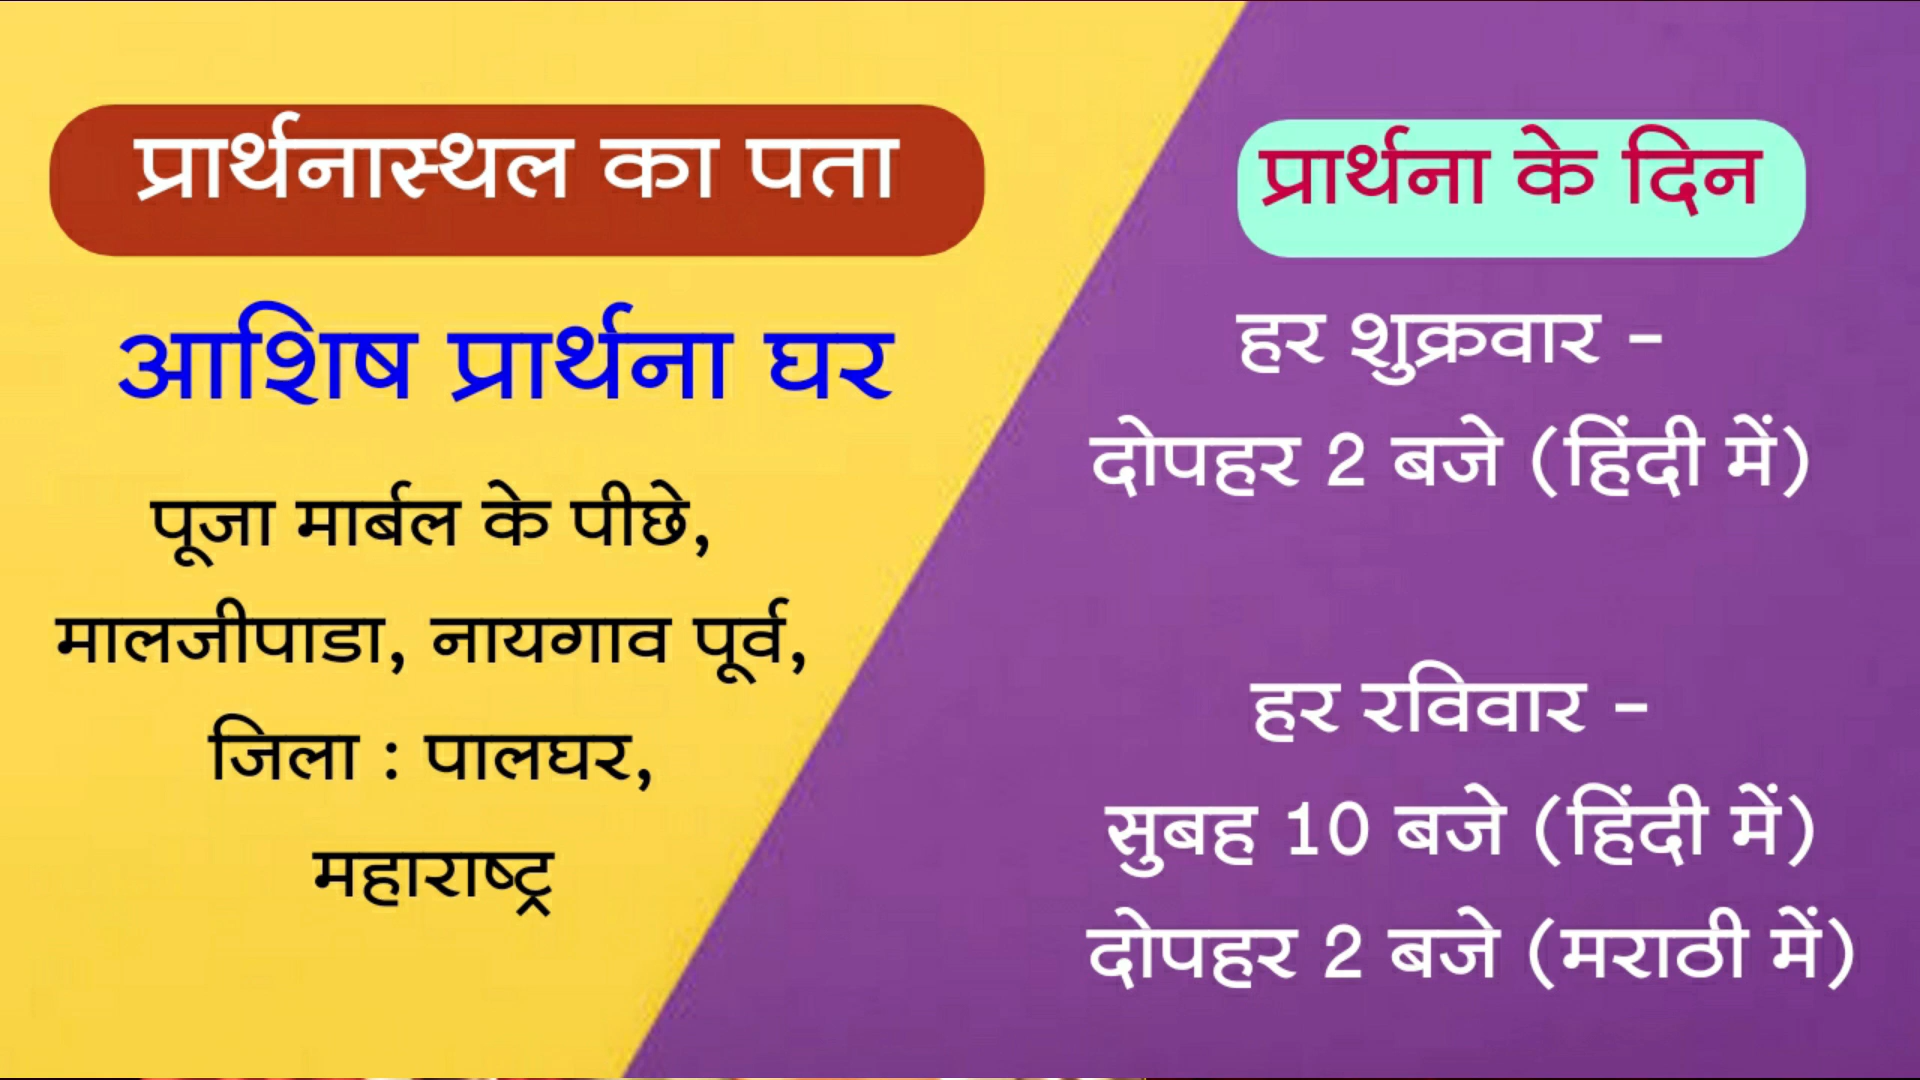 प्रार्थनास्थल का पता
आशिष प्रार्थना घर
पूजा मार्बल के पीछे,
मालजीपाडा, नायगाव पूर्व,
जिला : पालघर,
महाराष्ट्र
प्रार्थना के दिन
हर शुक्रवार -
दोपहर 2 बजे (हिंदी में)
हर रविवार -
सुबह 10 बजे (हिंदी में)
दोपहर 2 बजे (मराठी में)